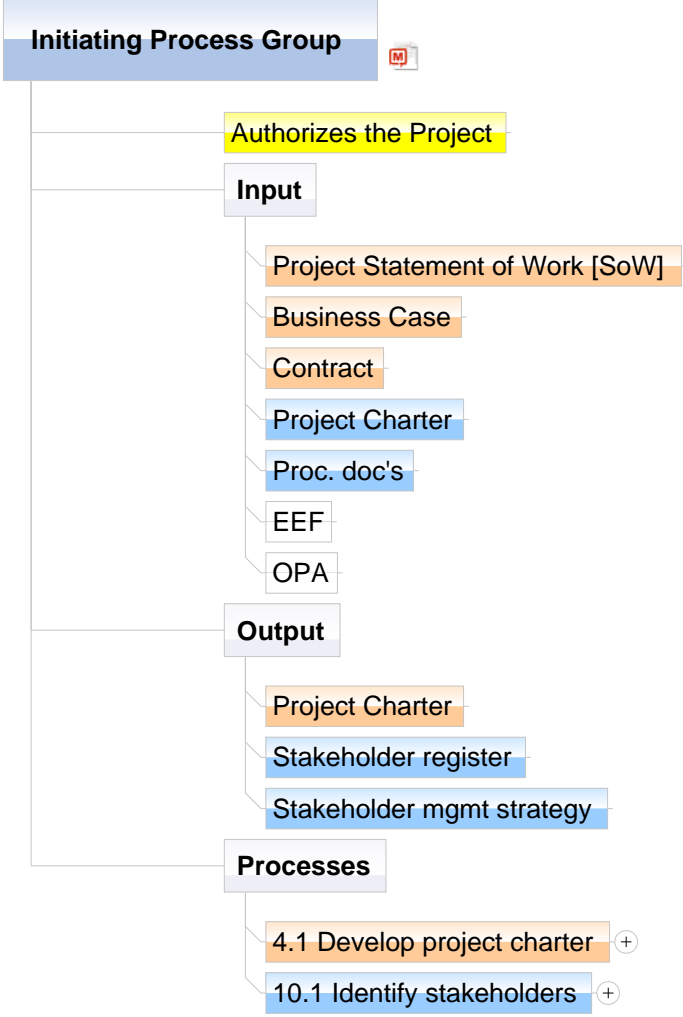 Initiating Process Group
M
Authorizes the Project
Input
Project Statement of Work [SoW]
Business Case
Contract
Project Charter
Proc. doc's
EEF
OPA
Output
Project Charter
Stakeholder register
Stakeholder mgmt strategy
Processes
4.1 Develop project charter
10.1 Identify stakeholders